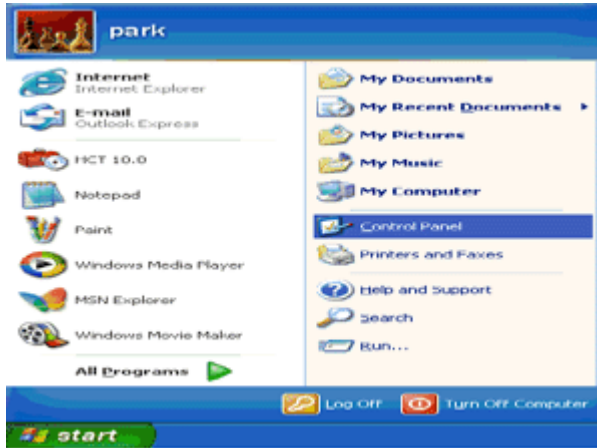 park
Internet
Internet Explorer
E-mail
Outlook Express
HCT 10.0
Notepad
Paint
Windows Media Player
MSN Explorer
Windows Movie Maker
All Programs
My Documents
My Recent Documents
My Pictures
My Music
My Computer
Control Panel
Printers and Faxes
Help and Support
Search
Run...
Log Off
Turn Off Computer
start